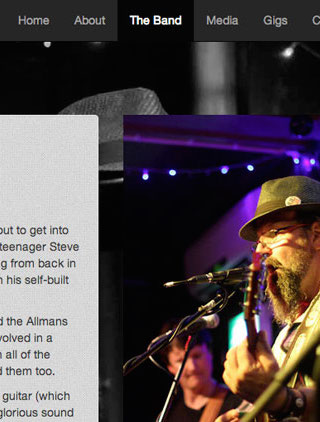 Home About The Band Media Gigs C
out to get into
teenager Steve
g from back in
his self-built
d the Allmans
volved in a
all of the
d them too.
guitar (which
glorious sound